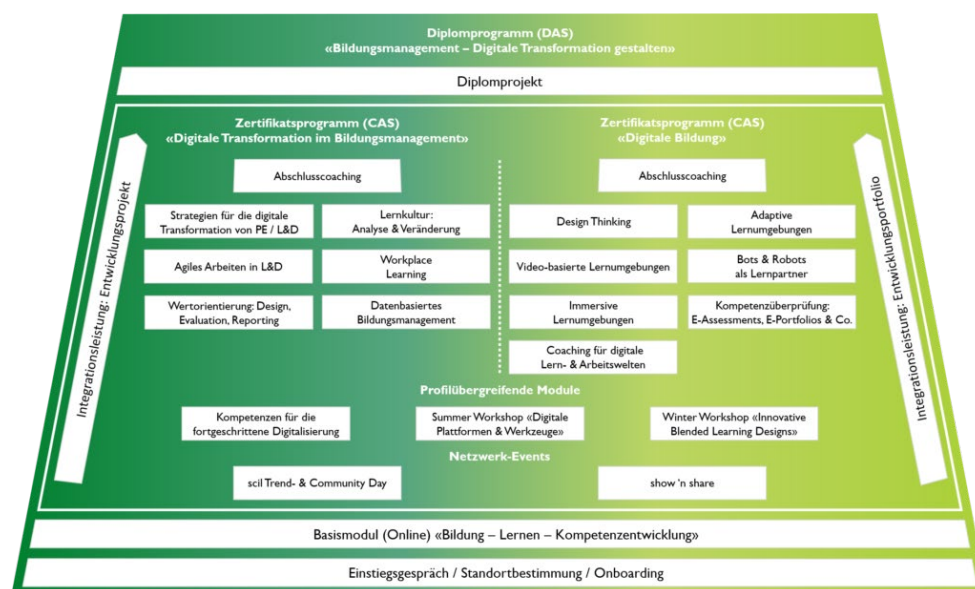 Diplomprogramm (DAS)
«Bildungsmanagement – Digitale Transformation gestalten»
Diplomprojekt
Zertifikatsprogramm (CAS)
«Digitale Transformation im Bildungsmanagement»
Abschlusscoaching
Strategien für die digitale
Transformation von PE / L&D
Lernkultur:
Analyse & Veränderung
Agiles Arbeiten in L&D
Workplace
Learning
Wertorientierung: Design,
Evaluation, Reporting
Datenbasiertes
Bildungsmanagement
Zertifikatsprogramm (CAS)
«Digitale Bildung»
Abschlusscoaching
Design Thinking
Adaptive
Lernumgebungen
Video-basierte Lernumgebungen
Bots & Robots
als Lernpartner
Immersive
Lernumgebungen
Kompetenzüberprüfung:
E-Assessments, E-Portfolios & Co.
Coaching für digitale
Lern- & Arbeitswelten
Integrationsleistung: Entwicklungsprojekt
Integrationsleistung: Entwicklungsportfolio
Profilübergreifende Module
Kompetenzen für die
fortgeschrittene Digitalisierung
Summer Workshop «Digitale
Plattformen & Werkzeuge»
Winter Workshop «Innovative
Blended Learning Designs»
Netzwerk-Events
scil Trend- & Community Day
show 'n share
Basismodul (Online) «Bildung – Lernen – Kompetenzentwicklung»
Einstiegsgespräch / Standortbestimmung / Onboarding